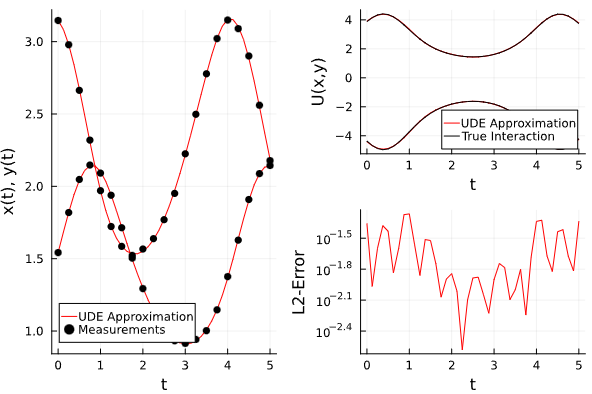 x(t), y(t)
3.0
2.5
2.0
1.5
1.0
UDE Approximation
Measurements
0 1 2 3 4 5
t
U(x,y)
4
2
0
−2
−4
UDE Approximation
True Interaction
0 1 2 3 4 5
t
L2-Error
10^−1.5
10^−1.8
10^−2.1
10^−2.4
0 1 2 3 4 5
t